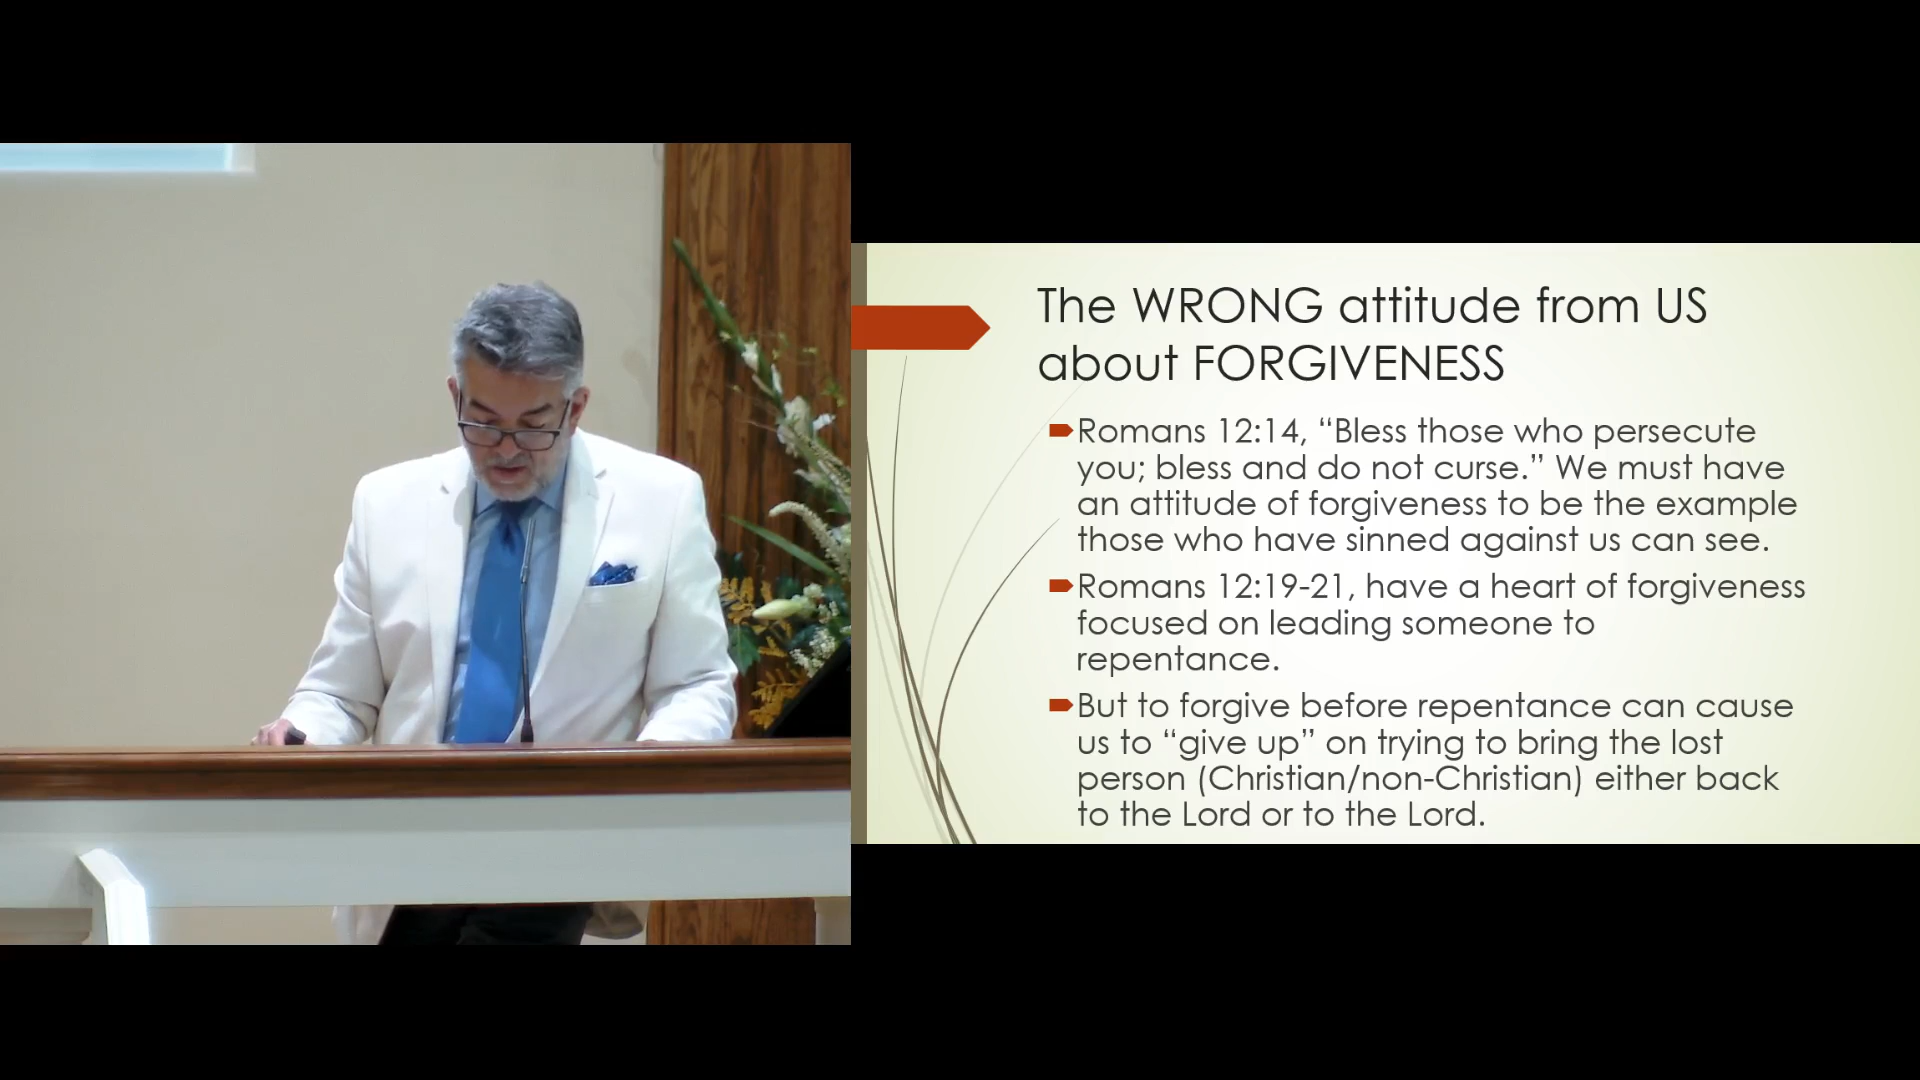 The WRONG attitude from US
about FORGIVENESS
Romans 12:14, “Bless those who persecute
you; bless and do not curse.” We must have
an attitude of forgiveness to be the example
those who have sinned against us can see.
Romans 12:19-21, have a heart of forgiveness
focused on leading someone to
repentance.
But to forgive before repentance can cause
us to “give up” on trying to bring the lost
person (Christian/non-Christian) either back
to the Lord or to the Lord.